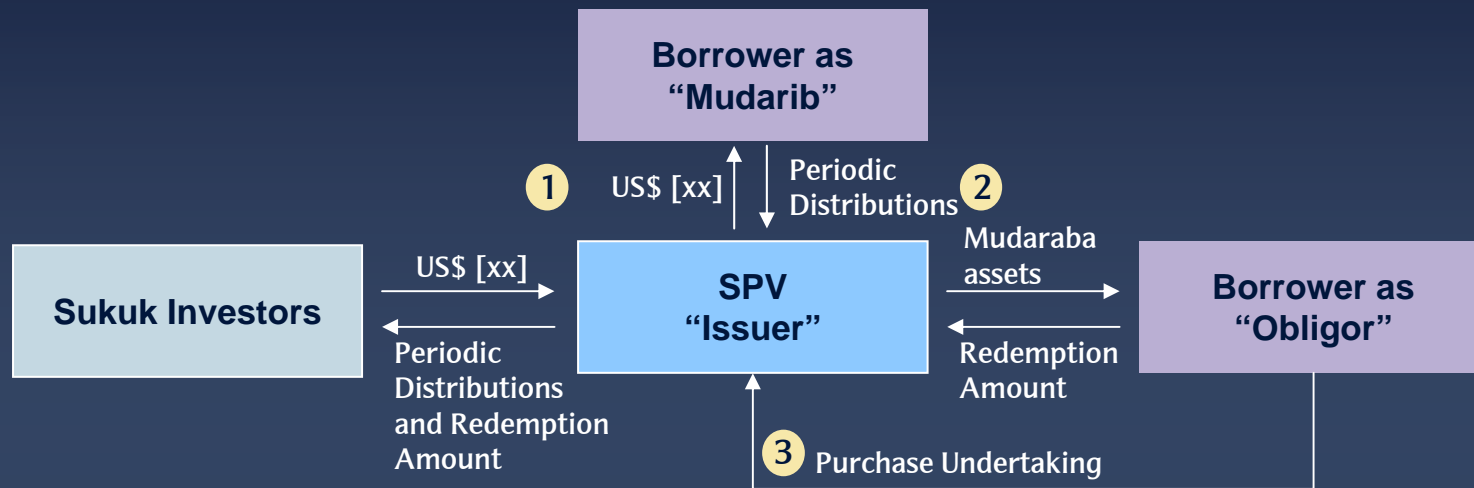 Borrower as
“Mudarib”
1
US$ [xx]
Periodic
Distributions
2
Mudaraba
assets
US$ [xx]
Sukuk Investors
SPV
“Issuer”
Borrower as
“Obligor”
Periodic
Distributions
and Redemption
Amount
Redemption
Amount
3
Purchase Undertaking